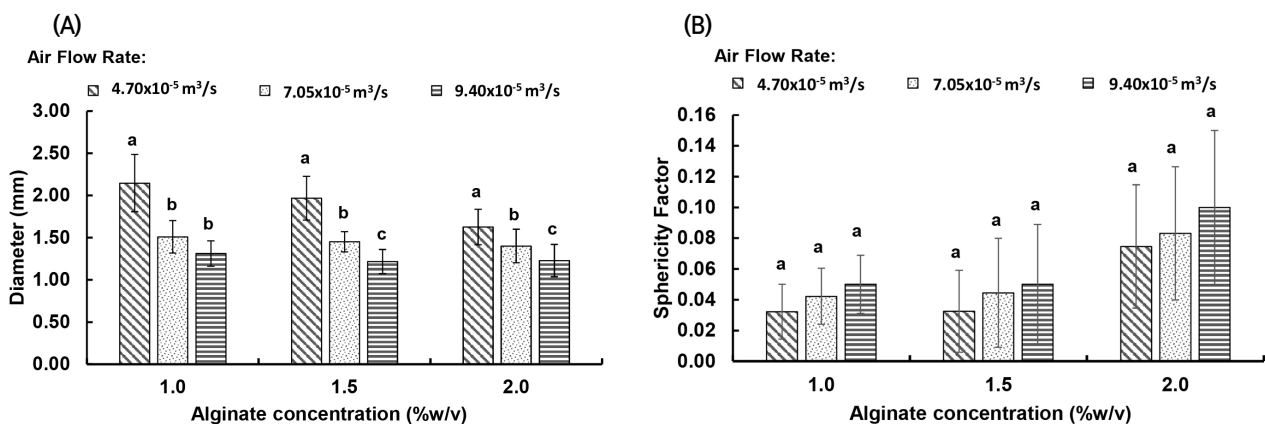 (A)
Air Flow Rate:
4.70x10⁻⁵ m³/s 7.05x10⁻⁵ m³/s 9.40x10⁻⁵ m³/s
3.00
2.50
2.00
1.50
1.00
0.50
0.00
Diameter (mm)
a b b
a b c
a b c
1.0 1.5 2.0
Alginate concentration (%w/v)
(B)
Air Flow Rate:
4.70x10⁻⁵ m³/s 7.05x10⁻⁵ m³/s 9.40x10⁻⁵ m³/s
0.16
0.14
0.12
0.10
0.08
0.06
0.04
0.02
0.00
Sphericity Factor
a a a
a a a
a a a
1.0 1.5 2.0
Alginate concentration (%w/v)